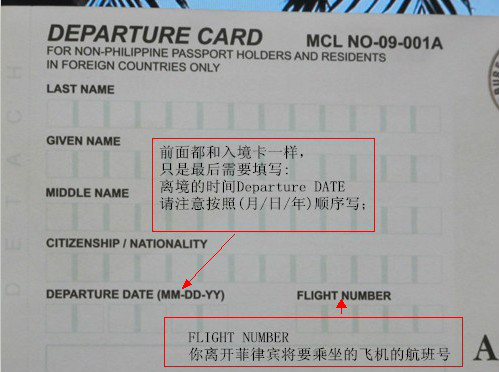 DEPARTURE CARD MCL NO-09-001A
FOR NON-PHILIPPINE PASSPORT HOLDERS AND RESIDENTS
IN FOREIGN COUNTRIES ONLY
LAST NAME
GIVEN NAME
前面都和入境卡一样，
只是最后需要填写:
离境的时间Departure DATE
请注意按照(月/日/年)顺序写;
MIDDLE NAME
CITIZENSHIP / NATIONALITY
DEPARTURE DATE (MM-DD-YY) FLIGHT NUMBER
FLIGHT NUMBER
你离开菲律宾将要乘坐的飞机的航班号
A
DETACH